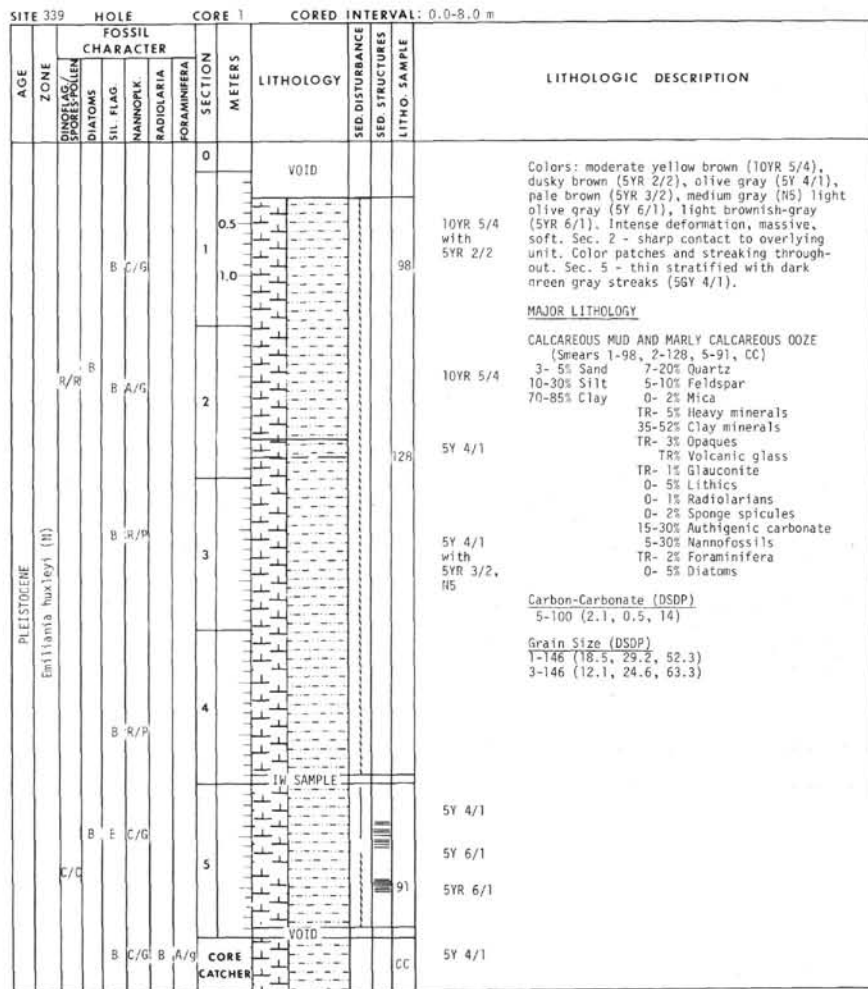 SITE 339 HOLE CORE 1 CORED INTERVAL: 0.0-8.0 m
AGE
ZONE
FOSSIL
CHARACTER
DINOFLAG./
SPORES-POLLEN
DIATOMS
SIL. FLAG.
NANNOPLK.
RADIOLARIA
FORAMINIFERA
SECTION
METERS
LITHOLOGY
SED. DISTURBANCE
SED. STRUCTURES
LITHO. SAMPLE
LITHOLOGIC DESCRIPTION
PLEISTOCENE
Emiliania huxleyi (N)
0
VOID
0.5
1
1.0
B C/G
98
10YR 5/4
with
5YR 2/2
B
R/R
B A/G
2
10YR 5/4
128
5Y 4/1
B R/P
3
5Y 4/1
with
5YR 3/2,
N5
B R/P
4
IW SAMPLE
5Y 4/1
B E C/G
5Y 6/1
C/C
5
91
5YR 6/1
VOID
B C/G B A/g
CORE
CATCHER
CC
5Y 4/1
Colors: moderate yellow brown (10YR 5/4),
dusky brown (5YR 2/2), olive gray (5Y 4/1),
pale brown (5YR 3/2), medium gray (N5) light
olive gray (5Y 6/1), light brownish-gray
(5YR 6/1). Intense deformation, massive,
soft. Sec. 2 - sharp contact to overlying
unit. Color patches and streaking through-
out. Sec. 5 - thin stratified with dark
green gray streaks (5GY 4/1).
MAJOR LITHOLOGY
CALCAREOUS MUD AND MARLY CALCAREOUS OOZE
(Smears 1-98, 2-128, 5-91, CC)
3- 5% Sand 7-20% Quartz
10-30% Silt 5-10% Feldspar
70-85% Clay 0- 2% Mica
TR- 5% Heavy minerals
35-52% Clay minerals
TR- 3% Opaques
TR% Volcanic glass
TR- 1% Glauconite
0- 5% Lithics
0- 1% Radiolarians
0- 2% Sponge spicules
15-30% Authigenic carbonate
5-30% Nannofossils
TR- 2% Foraminifera
0- 5% Diatoms
Carbon-Carbonate (DSDP)
5-100 (2.1, 0.5, 14)
Grain Size (DSDP)
1-146 (18.5, 29.2, 52.3)
3-146 (12.1, 24.6, 63.3)